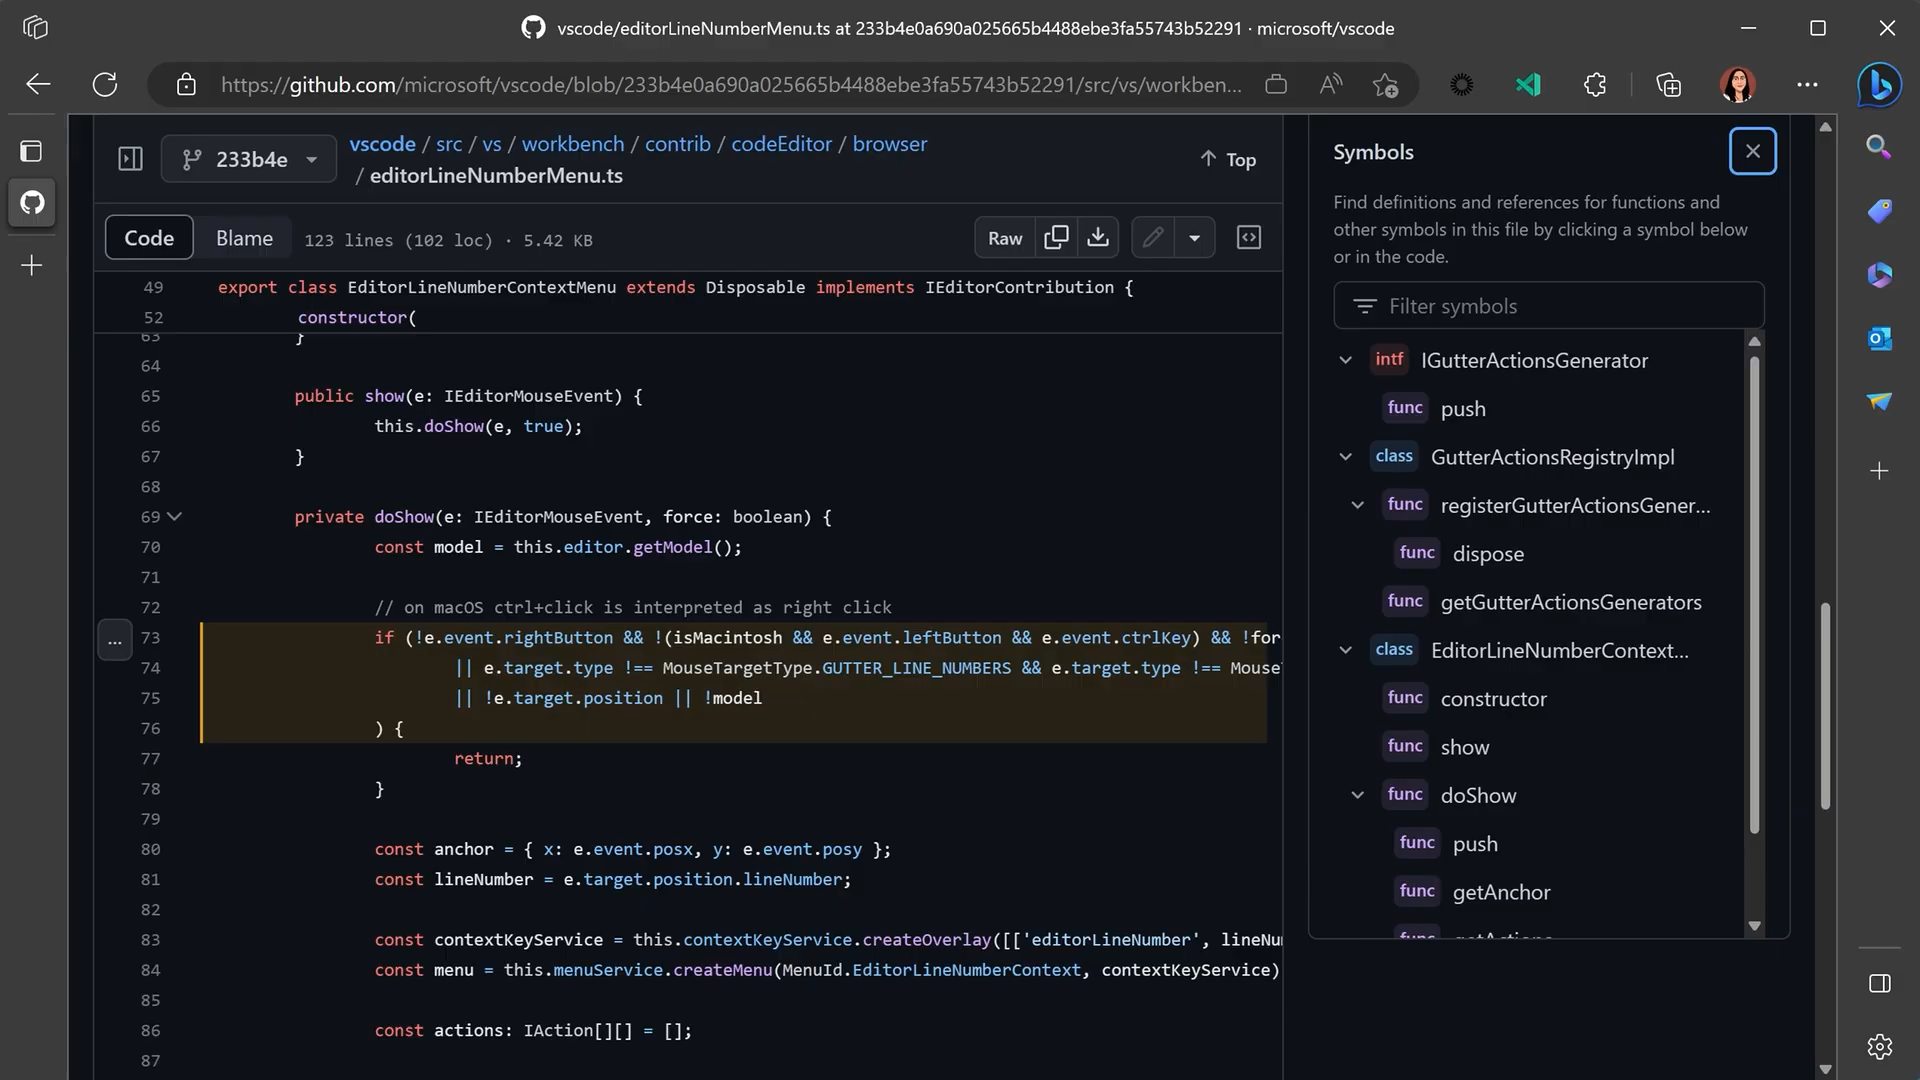 vscode/editorLineNumberMenu.ts at 233b4e0a690a025665b4488ebe3fa55743b52291 · microsoft/vscode
https://github.com/microsoft/vscode/blob/233b4e0a690a025665b4488ebe3fa55743b52291/src/vs/workben...
233b4e
vscode / src / vs / workbench / contrib / codeEditor / browser
/ editorLineNumberMenu.ts
Top
Code Blame 123 lines (102 loc) · 5.42 KB Raw
49 export class EditorLineNumberContextMenu extends Disposable implements IEditorContribution {
52 constructor(
63 }
64
65 public show(e: IEditorMouseEvent) {
66 this.doShow(e, true);
67 }
68
69 private doShow(e: IEditorMouseEvent, force: boolean) {
70 const model = this.editor.getModel();
71
72 // on macOS ctrl+click is interpreted as right click
73 if (!e.event.rightButton && !(isMacintosh && e.event.leftButton && e.event.ctrlKey) && !for
74 || e.target.type !== MouseTargetType.GUTTER_LINE_NUMBERS && e.target.type !== Mouse
75 || !e.target.position || !model
76 ) {
77 return;
78 }
79
80 const anchor = { x: e.event.posx, y: e.event.posy };
81 const lineNumber = e.target.position.lineNumber;
82
83 const contextKeyService = this.contextKeyService.createOverlay([['editorLineNumber', lineNu
84 const menu = this.menuService.createMenu(MenuId.EditorLineNumberContext, contextKeyService)
85
86 const actions: IAction[][] = [];
87
Symbols
Find definitions and references for functions and
other symbols in this file by clicking a symbol below
or in the code.
Filter symbols
intf IGutterActionsGenerator
func push
class GutterActionsRegistryImpl
func registerGutterActionsGener...
func dispose
func getGutterActionsGenerators
class EditorLineNumberContext...
func constructor
func show
func doShow
func push
func getAnchor